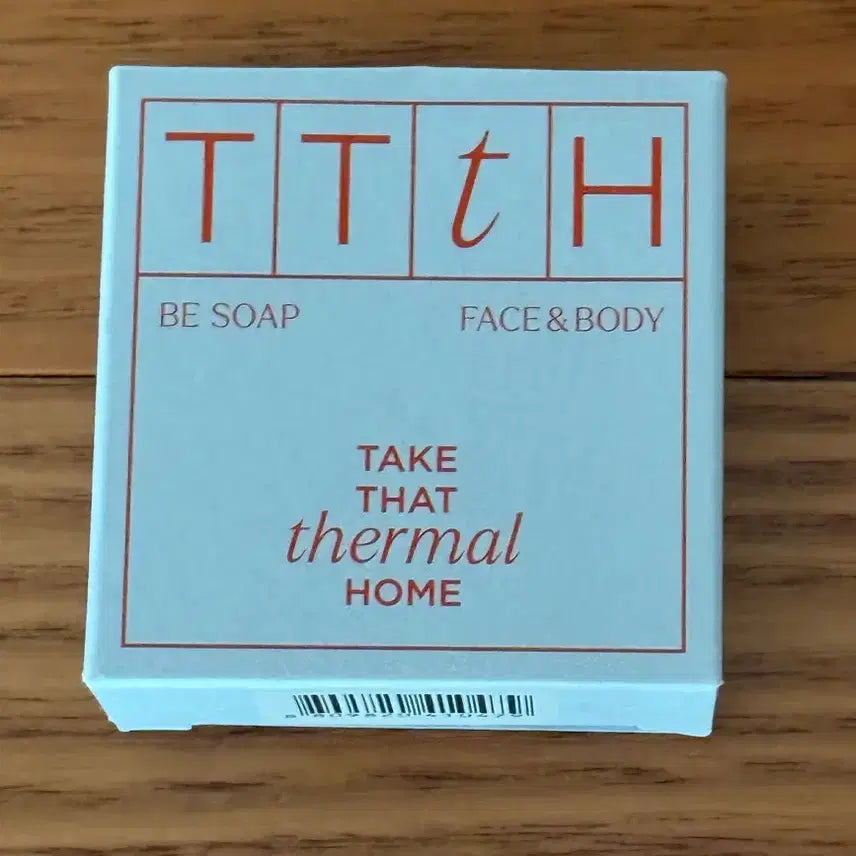 TTtH
BE SOAP FACE & BODY
TAKE
THAT
thermal
HOME